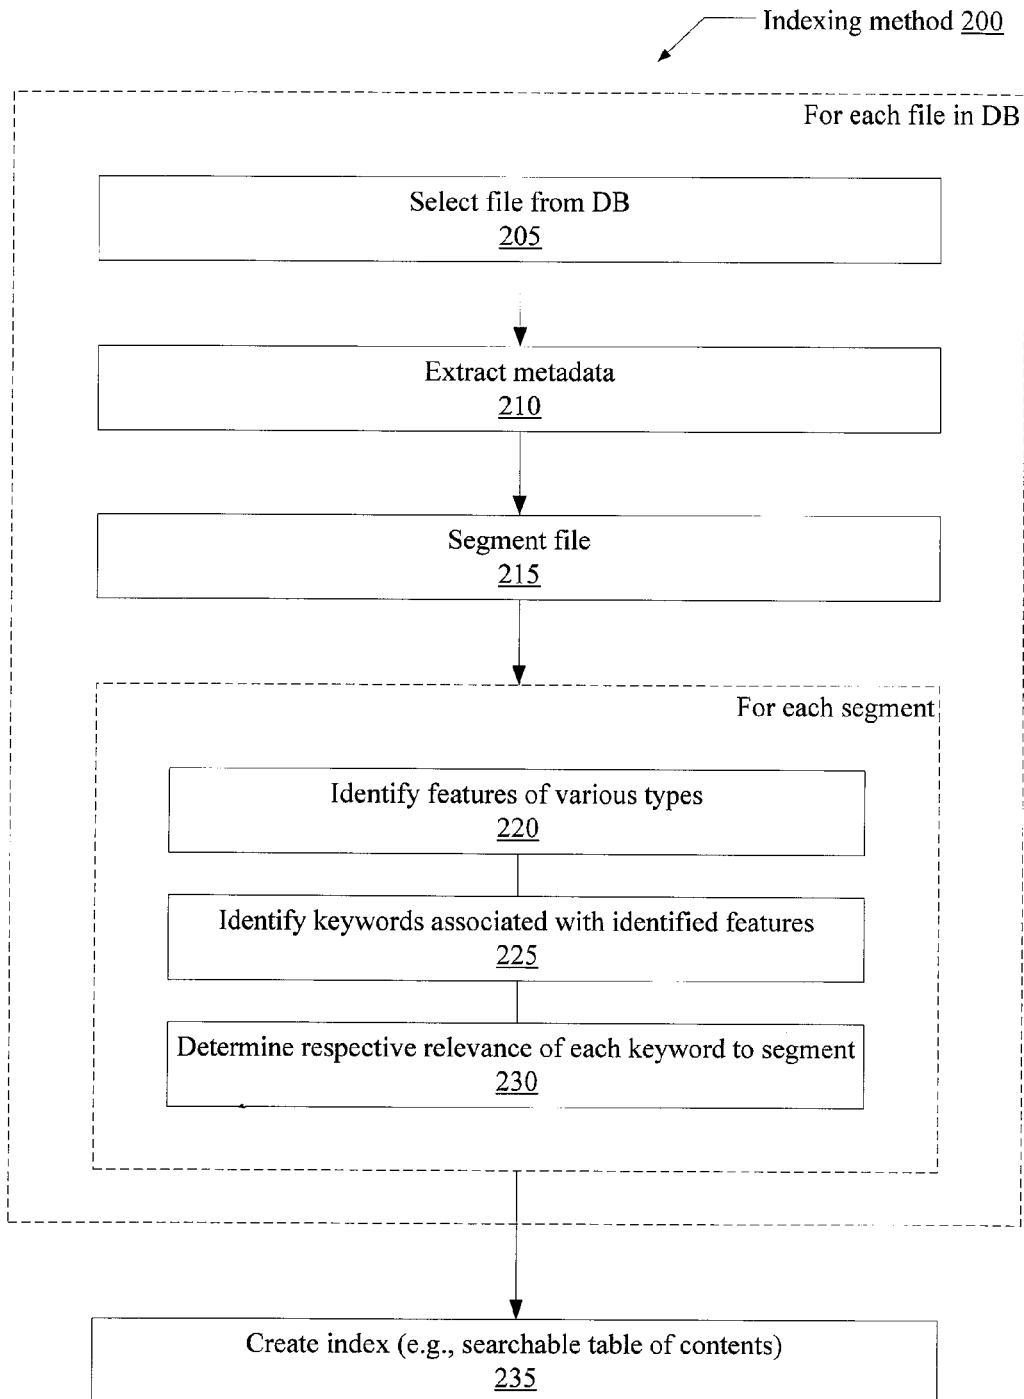 Indexing method 200
For each file in DB
Select file from DB
205
Extract metadata
210
Segment file
215
For each segment
Identify features of various types
220
Identify keywords associated with identified features
225
Determine respective relevance of each keyword to segment
230
Create index (e.g., searchable table of contents)
235